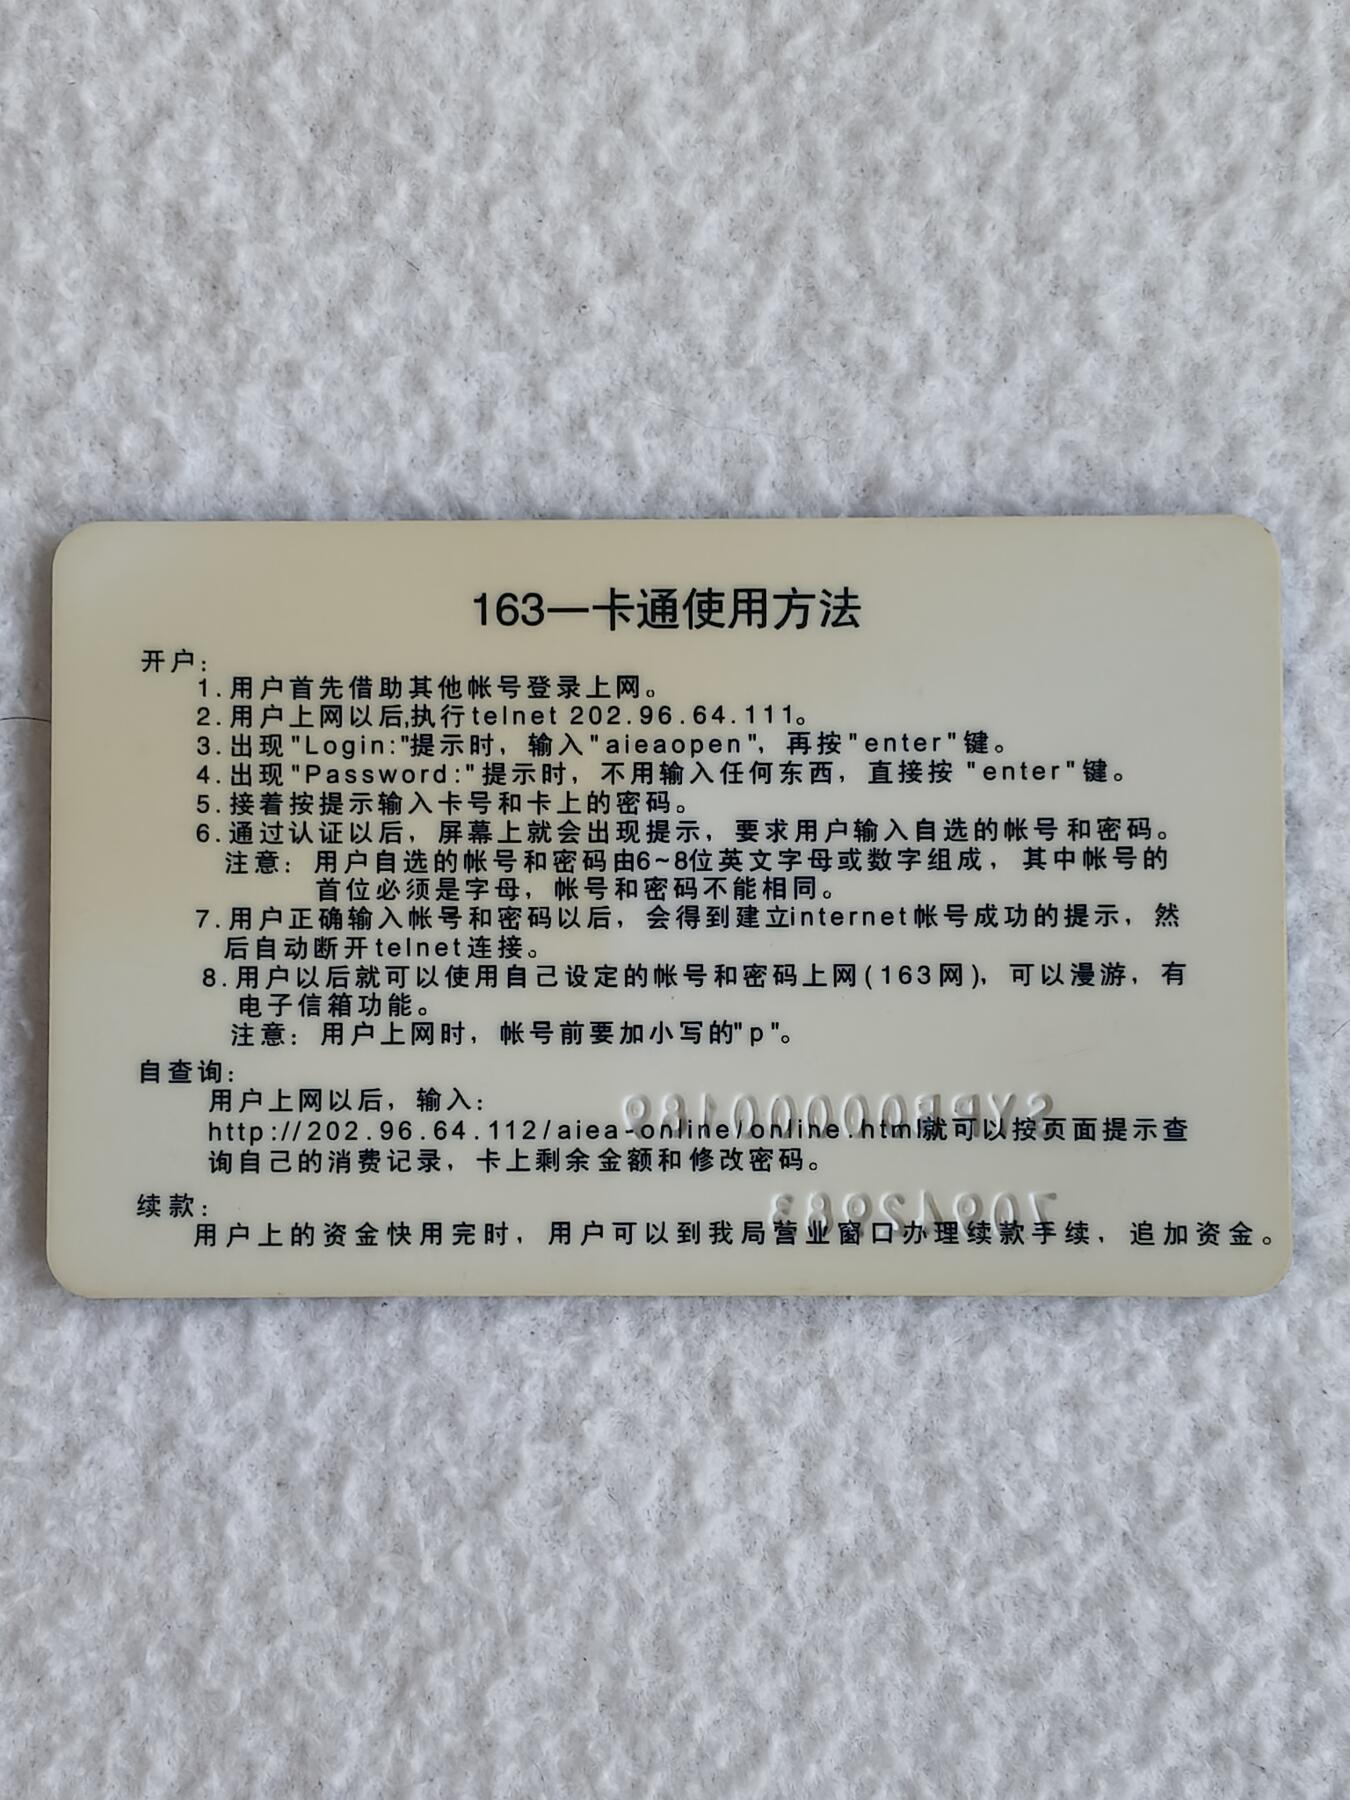 163一卡通使用方法
开户:
1.用户首先借助其他帐号登录上网。
2.用户上网以后,执行telnet 202.96.64.111。
3.出现"Login:"提示时，输入"aieaopen"，再按"enter"键。
4.出现"Password:"提示时，不用输入任何东西，直接按 "enter"键。
5.接着按提示输入卡号和卡上的密码。
6.通过认证以后，屏幕上就会出现提示，要求用户输入自选的帐号和密码。
注意: 用户自选的帐号和密码由6~8位英文字母或数字组成，其中帐号的
首位必须是字母，帐号和密码不能相同。
7.用户正确输入帐号和密码以后，会得到建立internet帐号成功的提示，然
后自动断开telnet连接。
8.用户以后就可以使用自己设定的帐号和密码上网(163网)，可以漫游，有
电子信箱功能。
注意: 用户上网时，帐号前要加小写的"p"。
自查询:
用户上网以后，输入:
SYPB00000189
http://202.96.64.112/aiea-online/online.html就可以按页面提示查
询自己的消费记录，卡上剩余金额和修改密码。
续款:
70942983
用户上的资金快用完时，用户可以到我局营业窗口办理续款手续，追加资金。